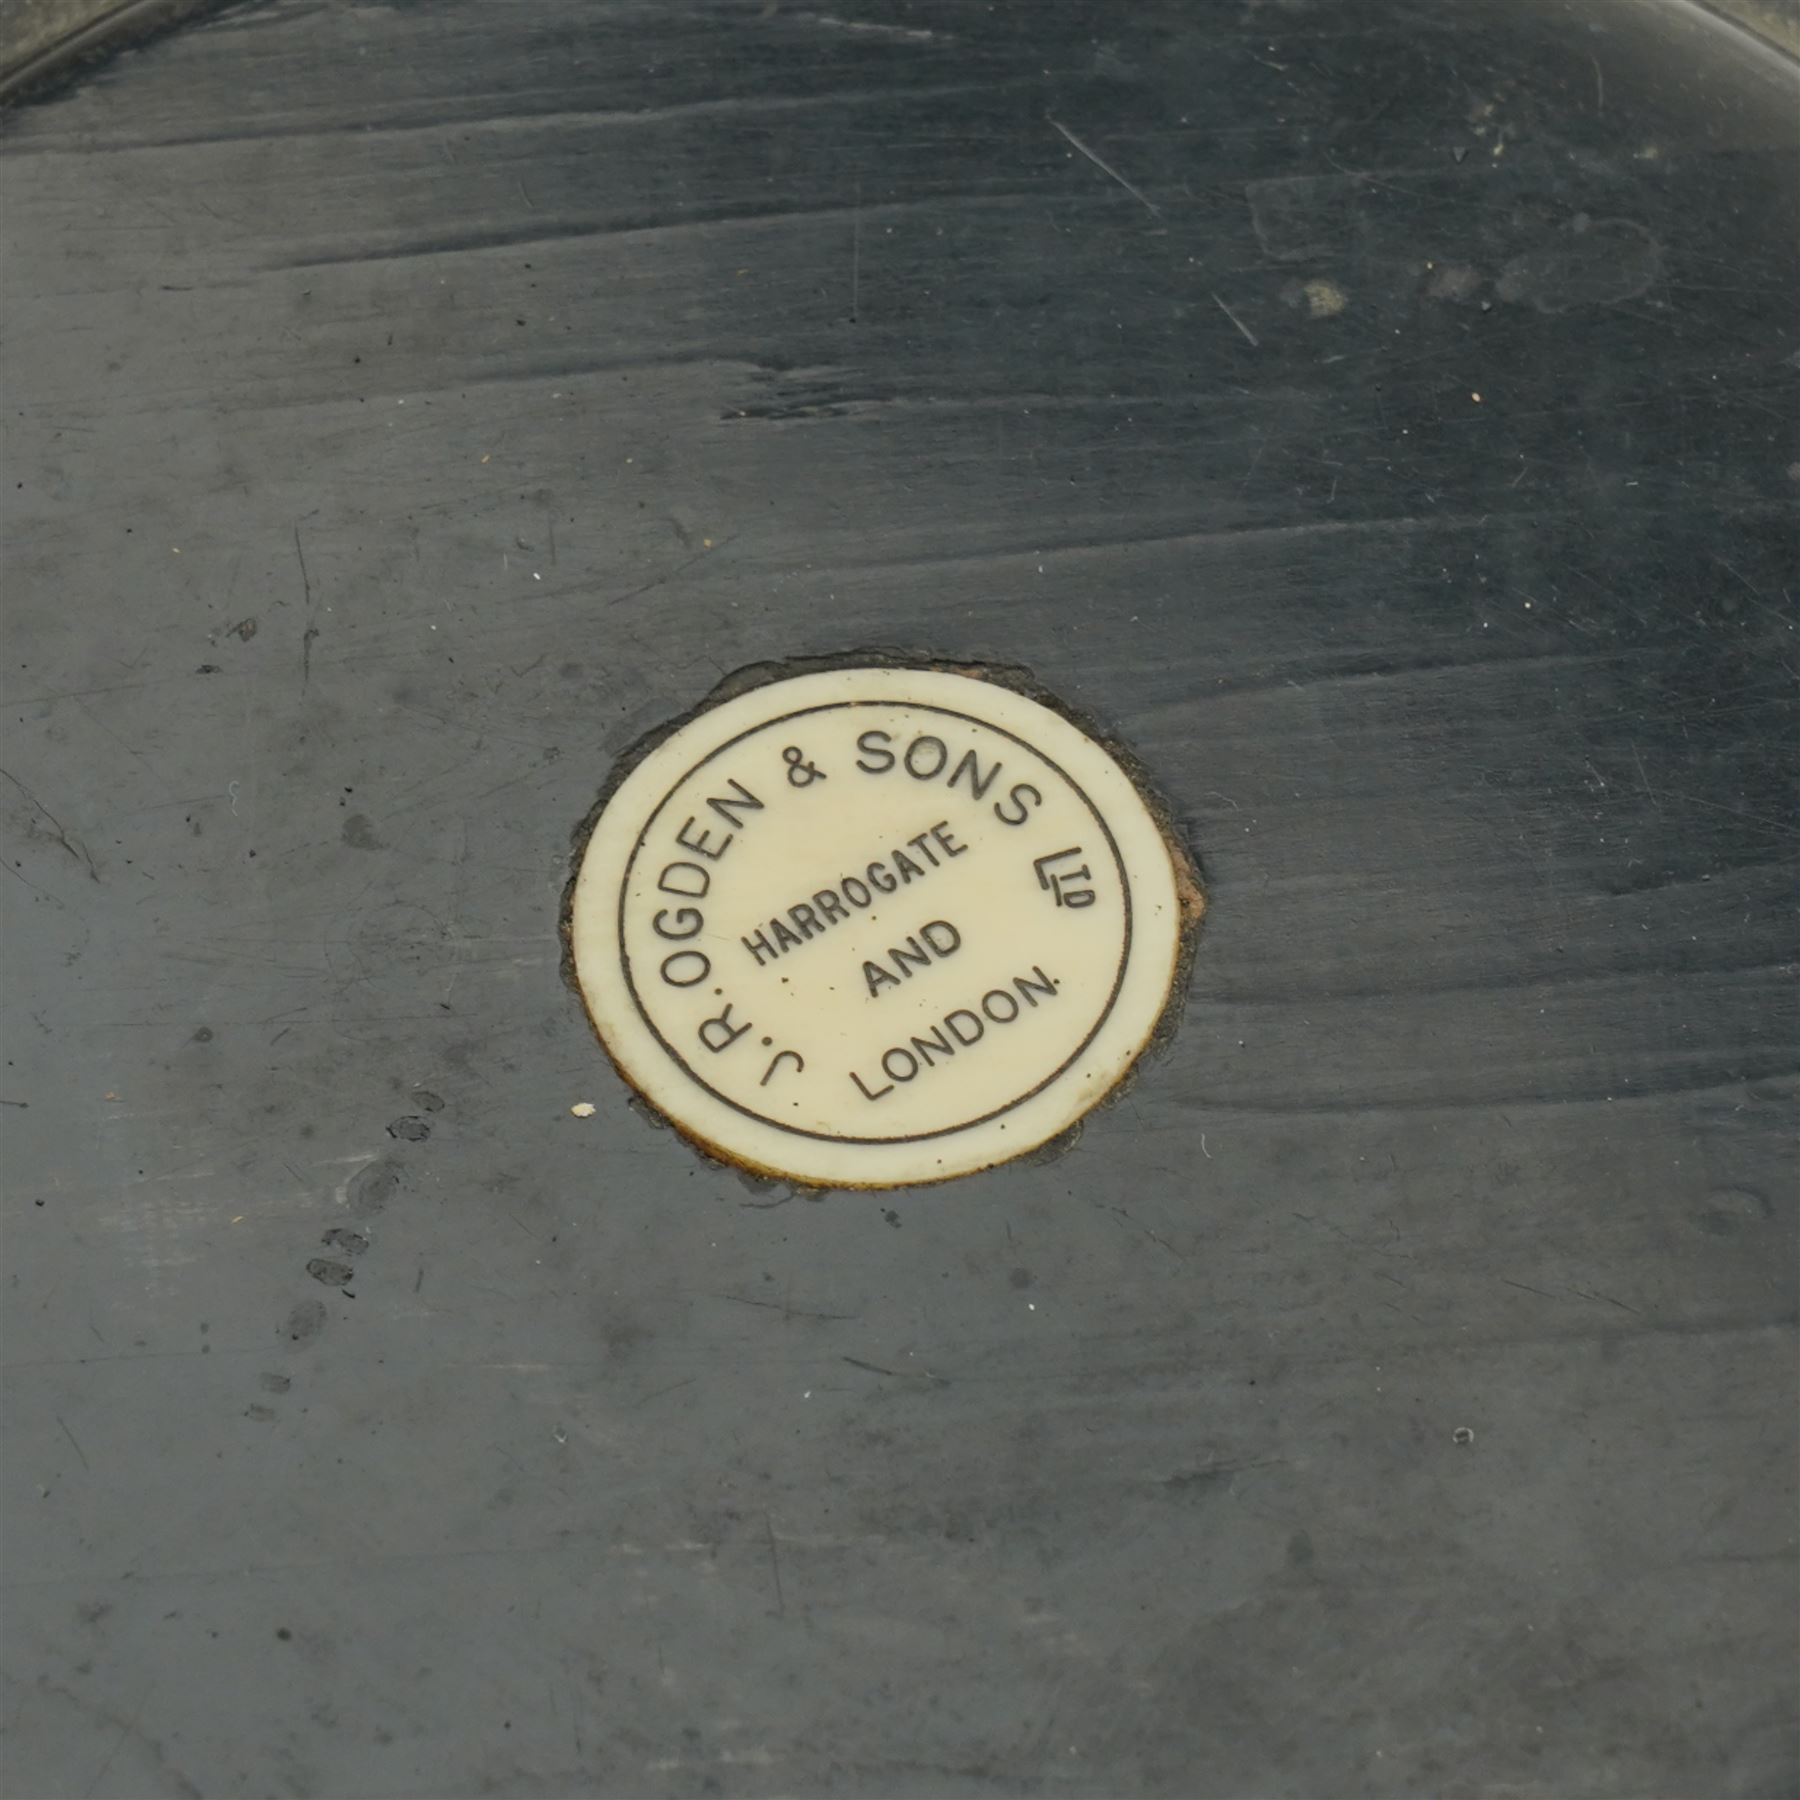 J.R.OGDEN & SONS LTD
HARROGATE
AND
LONDON.